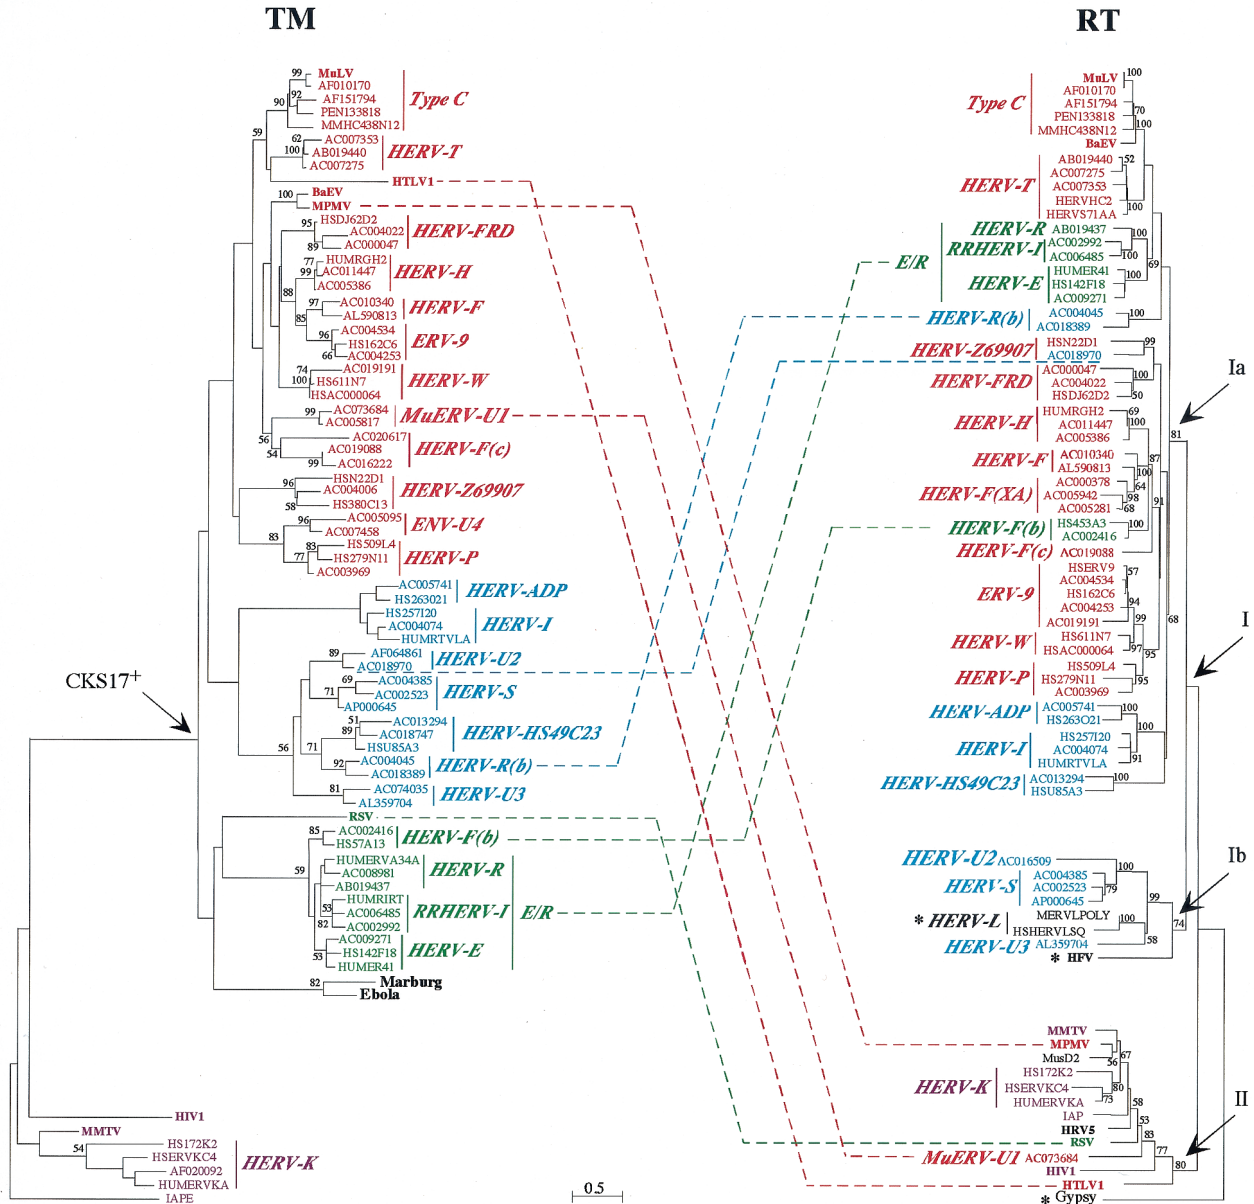 TM
99
MuLV
AF010170
92
AF151794
Type C
90
PEN133818
MMHC438N12
59
62
AC007353
100
AB019440
HERV-T
AC007275
HTLV1
100
BaEV
MPMV
95
HSDJ62D2
AC004022
HERV-FRD
89
AC000047
77
HUMRGH2
99
AC011447
HERV-H
AC005386
88
97
AC010340
HERV-F
85
AL590813
AC004534
96
HS162C6
ERV-9
66
AC004253
74
AC019191
100
HS611N7
HERV-W
HSAC000064
99
AC073684
MuERV-U1
AC005817
56
AC020617
54
AC019088
HERV-F(c)
99
AC016222
96
HSN22D1
AC004006
HERV-Z69907
58
HS380C13
96
AC005095
ENV-U4
AC007458
83
83
HS509L4
77
HS279N11
HERV-P
AC003969
AC005741
HERV-ADP
HS263021
HS257I20
AC004074
HERV-I
HUMRTVLA
89
AF064861
HERV-U2
AC018970
CKS17+
69
AC004385
71
AC002523
HERV-S
AP000645
51
AC013294
89
AC018747
HERV-HS49C23
56
71
HSU85A3
92
AC004045
HERV-R(b)
AC018389
81
AC074035
HERV-U3
AL359704
RSV
85
AC002416
HERV-F(b)
HS57A13
59
HUMERVA34A
AC008981
HERV-R
AB019437
HUMRIRT
53
AC006485
RRHERV-I
E/R
82
AC002992
AC009271
HS142F18
HERV-E
53
HUMER41
82
Marburg
Ebola
HIV1
MMTV
54
HS172K2
HSERVKC4
HERV-K
AF020092
HUMERVKA
IAPE
0.5
RT
MuLV
100
AF010170
Type C
AF151794
70
PEN133818
100
MMHC438N12
BaEV
AB019440
52
AC007275
HERV-T
AC007353
HERVHC2
100
HERVS71AA
HERV-R
AB019437
100
E/R
RRHERV-I
AC002992
100
AC006485
69
HUMER41
HERV-E
HS142F18
100
AC009271
HERV-R(b)
AC004045
100
AC018389
HERV-Z69907
HSN22D1
99
AC018970
AC000047
HERV-FRD
AC004022
100
HSDJ62D2
50
Ia
HUMRGH2
69
HERV-H
AC011447
100
AC005386
81
HERV-F
AC010340
87
AL590813
100
AC000378
64
HERV-F(XA)
AC005942
98
91
AC005281
68
HERV-F(b)
HS453A3
100
AC002416
HERV-F(c)
AC019088
HSERV9
57
AC004534
ERV-9
HS162C6
94
AC004253
99
68
AC019191
HERV-W
HS611N7
97
HSAC000064
95
I
HERV-P
HS509L4
HS279N11
95
AC003969
HERV-ADP
AC005741
100
HS263O21
100
HERV-I
HS257I20
AC004074
91
HUMRTVLA
HERV-HS49C23
AC013294
100
HSU85A3
HERV-U2
AC016509
100
Ib
HERV-S
AC004385
AC002523
79
AP000645
99
* HERV-L
MERVLPOLY
100
74
HSHERVLSQ
58
HERV-U3
AL359704
* HFV
MMTV
MPMV
MusD2
67
56
HS172K2
HERV-K
HSERVKC4
80
HUMERVKA
73
58
IAP
II
HRV5
53
RSV
83
MuERV-U1
AC073684
77
HIV1
80
HTLV1
* Gypsy